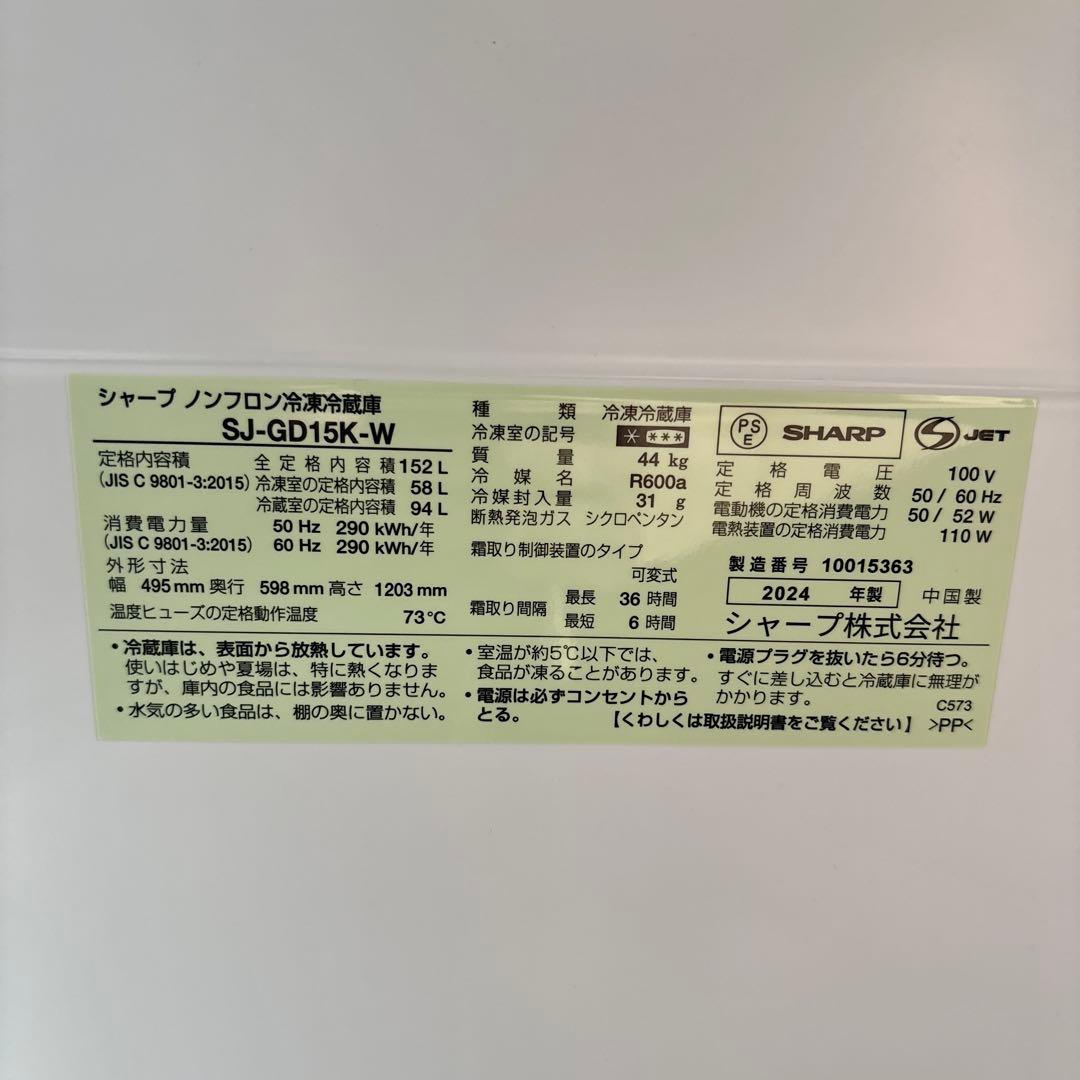 シャープ ノンフロン冷凍冷蔵庫
SJ-GD15K-W
定格内容積 全定格内容積 152 L
(JIS C 9801-3:2015) 冷凍室の定格内容積 58 L
冷蔵室の定格内容積 94 L
消費電力量 50 Hz 290 kWh/年
(JIS C 9801-3:2015) 60 Hz 290 kWh/年
外形寸法
幅 495 mm 奥行 598 mm 高さ 1203 mm
温度ヒューズの定格動作温度 73℃
種類 冷凍冷蔵庫
冷凍室の記号 * ***
質量 44 kg
冷媒名 R600a
冷媒封入量 31 g
断熱発泡ガス シクロペンタン
霜取り制御装置のタイプ
可変式
霜取り間隔 最長 36 時間
最短 6 時間
PSE SHARP S JET
定格電圧 100 V
定格周波数 50 / 60 Hz
電動機の定格消費電力 50 / 52 W
電熱装置の定格消費電力 110 W
製造番号 10015363
2024 年製 中国製
シャープ株式会社
・冷蔵庫は、表面から放熱しています。
使いはじめや夏場は、特に熱くなりま
すが、庫内の食品には影響ありません。
・水気の多い食品は、棚の奥に置かない。
・室温が約5℃以下では、
食品が凍ることがあります。
・電源は必ずコンセントから
とる。
・電源プラグを抜いたら6分待つ。
すぐに差し込むと冷蔵庫に無理が
かかります。
C573
【くわしくは取扱説明書をご覧ください】 >PP<